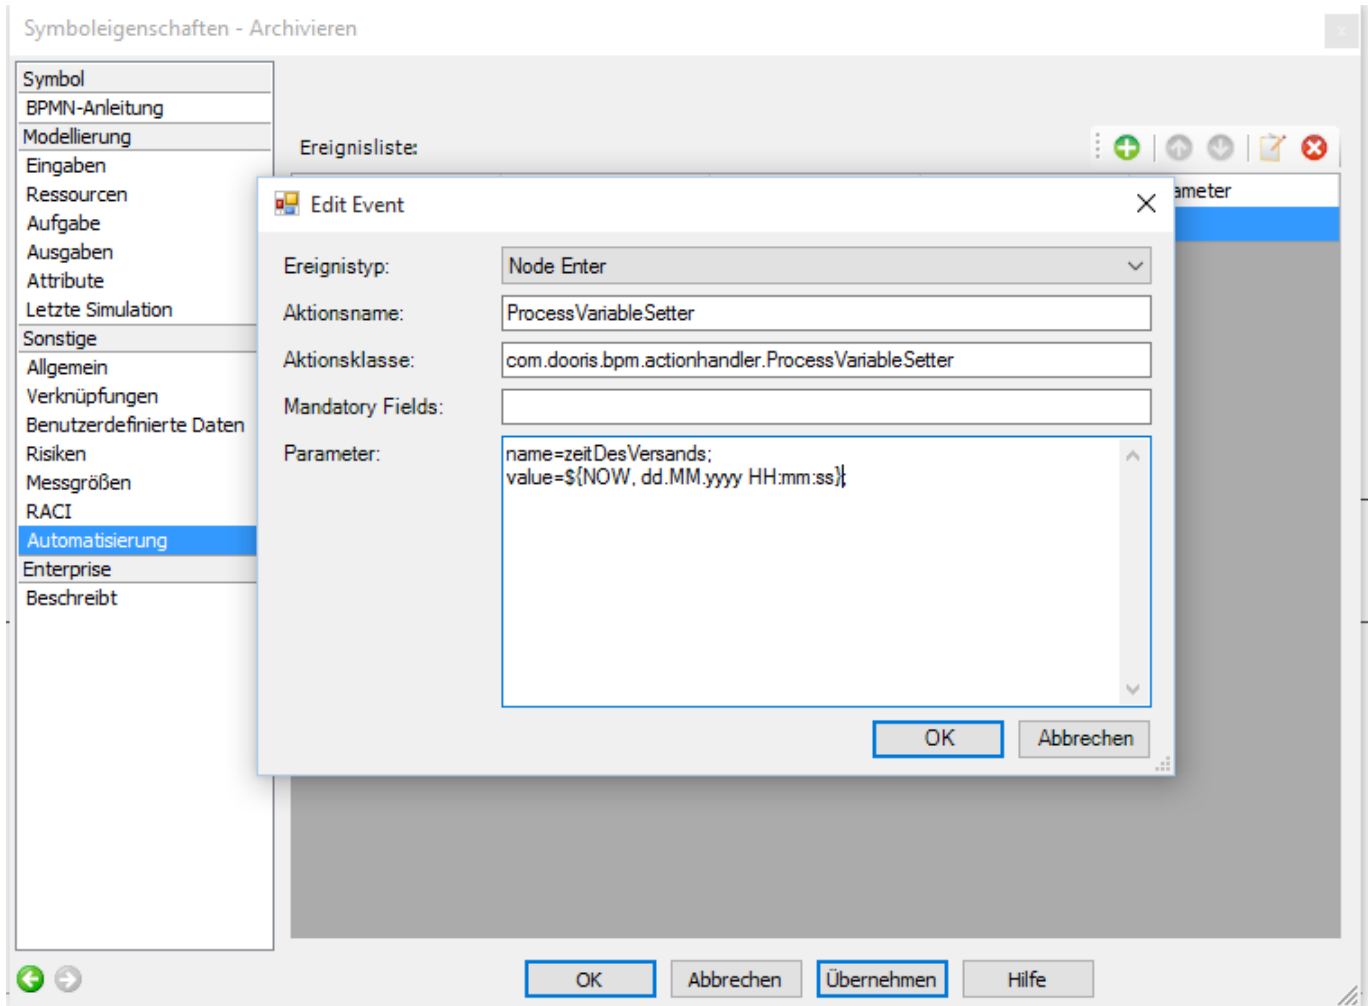 Symboleigenschaften - Archivieren
x
Symbol
BPMN-Anleitung
Modellierung
Eingaben
Ressourcen
Aufgabe
Ausgaben
Attribute
Letzte Simulation
Sonstige
Allgemein
Verknüpfungen
Benutzerdefinierte Daten
Risiken
Messgrößen
RACI
Automatisierung
Enterprise
Beschreibt
Ereignisliste:
ameter
Edit Event
Ereignistyp:
Node Enter
Aktionsname:
ProcessVariableSetter
Aktionsklasse:
com.dooris.bpm.actionhandler.ProcessVariableSetter
Mandatory Fields:
Parameter:
name=zeitDesVersands;
value=${NOW, dd.MM.yyyy HH:mm:ss};
OK
Abbrechen
OK
Abbrechen
Übernehmen
Hilfe